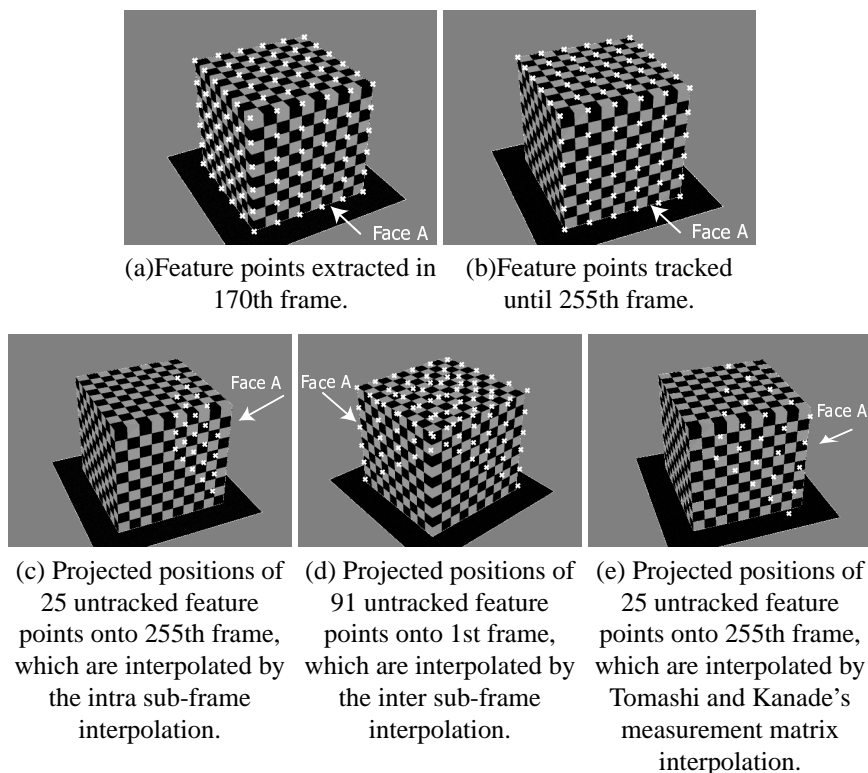 Face A
Face A
(a)Feature points extracted in
170th frame.
(b)Feature points tracked
until 255th frame.
Face A
Face A
Face A
(c) Projected positions of
25 untracked feature
points onto 255th frame,
which are interpolated by
the intra sub-frame
interpolation.
(d) Projected positions of
91 untracked feature
points onto 1st frame,
which are interpolated by
the inter sub-frame
interpolation.
(e) Projected positions of
25 untracked feature
points onto 255th frame,
which are interpolated by
Tomashi and Kanade's
measurement matrix
interpolation.